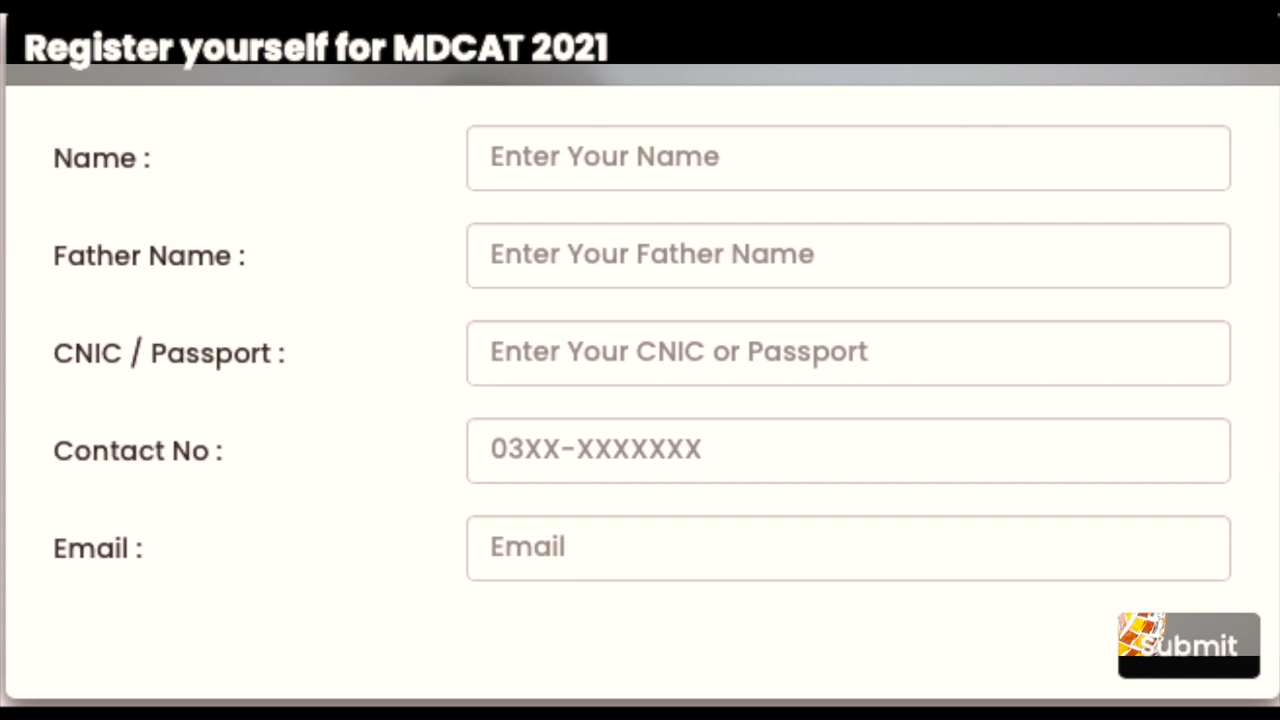 Register yourself for MDCAT 2021
Name : Enter Your Name
Father Name : Enter Your Father Name
CNIC / Passport : Enter Your CNIC or Passport
Contact No : 03XX-XXXXXXX
Email : Email
Submit